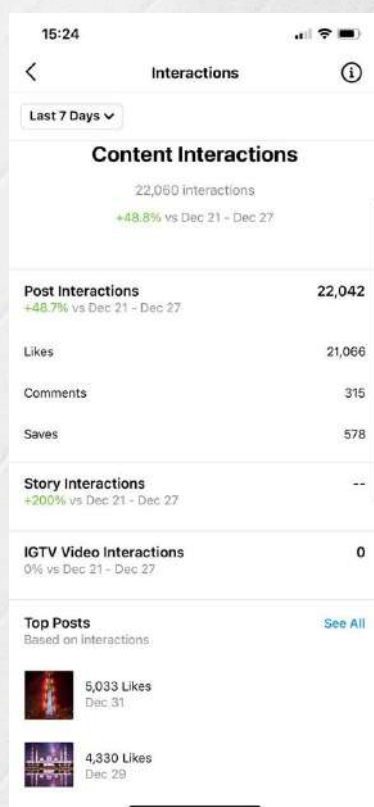 15:24
Interactions
Last 7 Days
Content Interactions
22,060 interactions
+48.8% vs Dec 21 - Dec 27
Post Interactions 22,042
+48.7% vs Dec 21 - Dec 27
Likes 21,066
Comments 315
Saves 578
Story Interactions --
+200% vs Dec 21 - Dec 27
IGTV Video Interactions 0
0% vs Dec 21 - Dec 27
Top Posts See All
Based on interactions
5,033 Likes
Dec 31
4,330 Likes
Dec 29